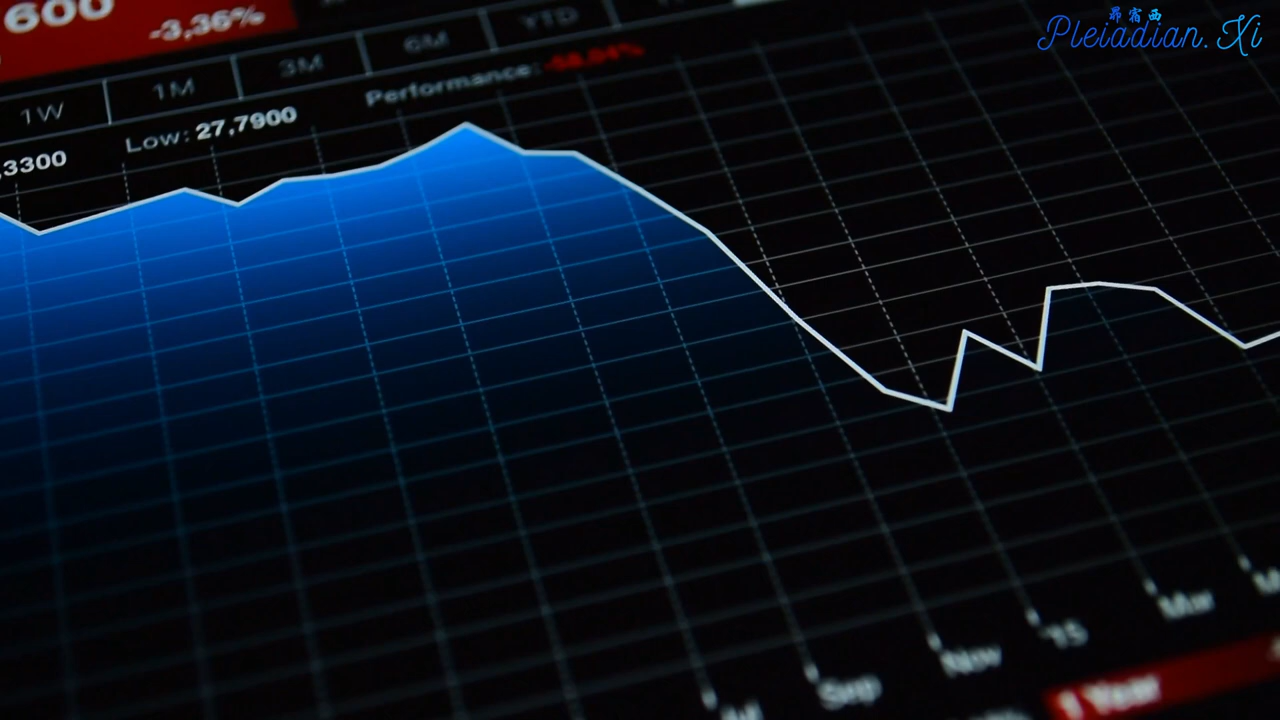 昴宿西
Pleiadian.Xi
600
-3,36%
1W
1M
3M
6M
YTD
,3300
Low: 27,7900
Performance:
Jul
Sep
Nov
'15
Mar
1 Year